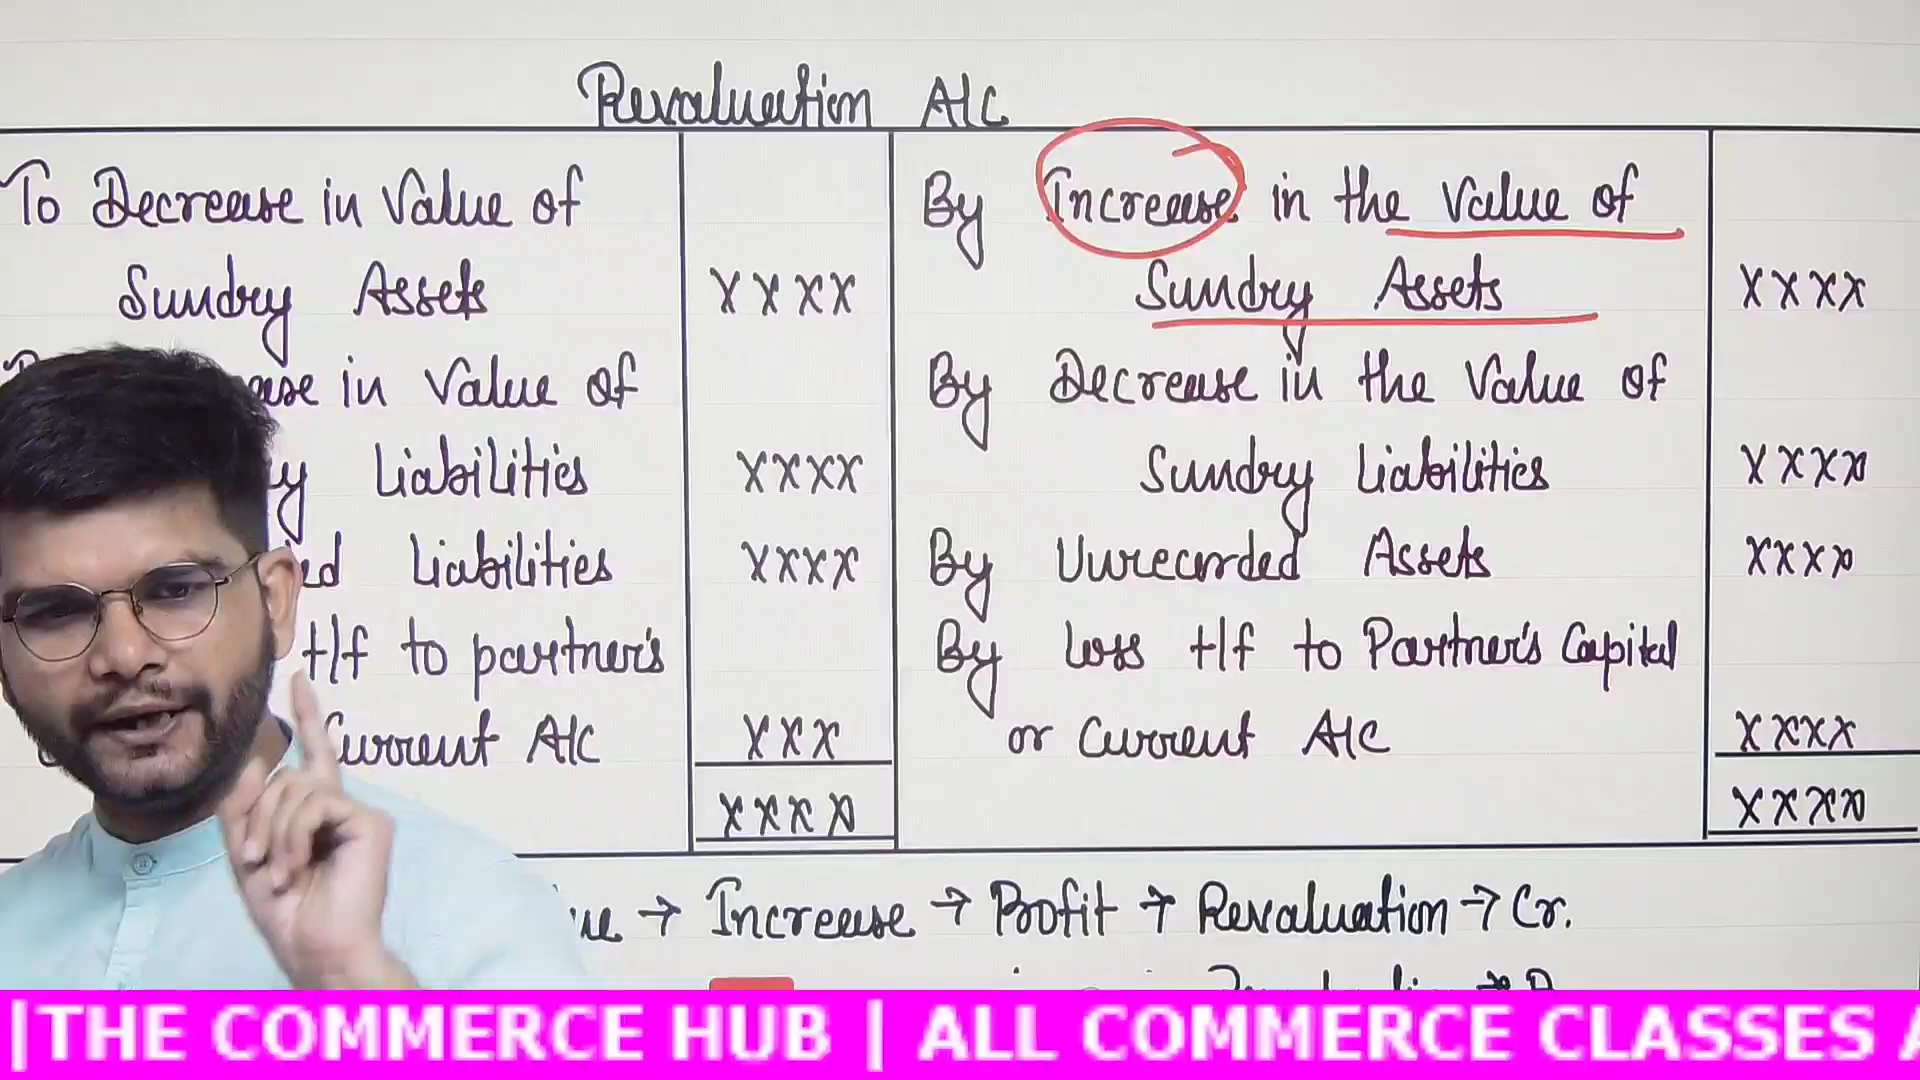 Revaluation A/C
To Decrease in Value of
Sundry Assets XXXX
in Value of
Liabilities XXXX
Liabilities XXXX
t/f to partner's
Current A/C XXX
XXXX
By Increase in the Value of
Sundry Assets XXXX
By Decrease in the Value of
Sundry Liabilities XXXX
By Unrecorded Assets XXXX
By Loss t/f to Partner's Capital
or Current A/C XXXX
XXXX
→ Increase → Profit → Revaluation → Cr.
|THE COMMERCE HUB | ALL COMMERCE CLASSES A